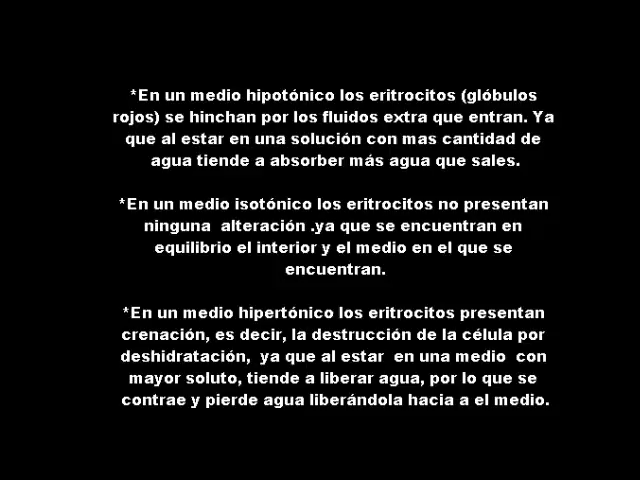 *En un medio hipotónico los eritrocitos (glóbulos
rojos) se hinchan por los fluidos extra que entran. Ya
que al estar en una solución con mas cantidad de
agua tiende a absorber más agua que sales.
*En un medio isotónico los eritrocitos no presentan
ninguna alteración .ya que se encuentran en
equilibrio el interior y el medio en el que se
encuentran.
*En un medio hipertónico los eritrocitos presentan
crenación, es decir, la destrucción de la célula por
deshidratación, ya que al estar en una medio con
mayor soluto, tiende a liberar agua, por lo que se
contrae y pierde agua liberándola hacia a el medio.